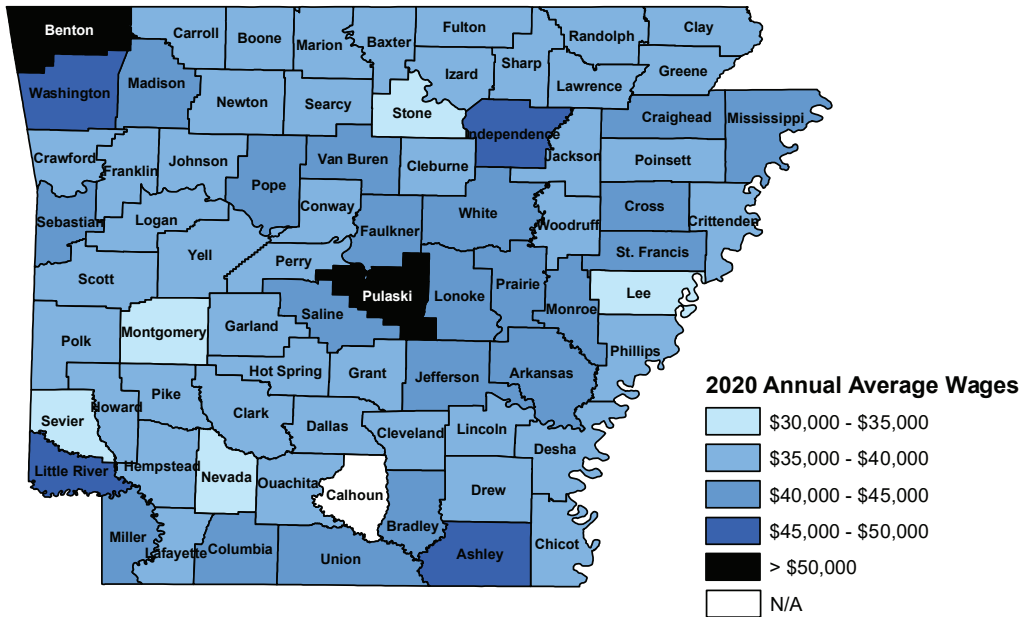 Benton
Carroll
Boone
Marion
Baxter
Fulton
Randolph
Clay
Sharp
Izard
Greene
Lawrence
Washington
Madison
Newton
Searcy
Stone
Independence
Craighead
Mississippi
Crawford
Franklin
Johnson
Pope
Van Buren
Cleburne
Jackson
Poinsett
Sebastian
Logan
Conway
Faulkner
White
Woodruff
Cross
Crittenden
Scott
Yell
Perry
Pulaski
Lonoke
Prairie
Monroe
St. Francis
Lee
Polk
Montgomery
Garland
Saline
Phillips
Hot Spring
Grant
Jefferson
Arkansas
Sevier
Howard
Pike
Clark
Dallas
Cleveland
Lincoln
Desha
Little River
Hempstead
Nevada
Ouachita
Calhoun
Bradley
Drew
Miller
Lafayette
Columbia
Union
Ashley
Chicot
2020 Annual Average Wages
$30,000 - $35,000
$35,000 - $40,000
$40,000 - $45,000
$45,000 - $50,000
> $50,000
N/A